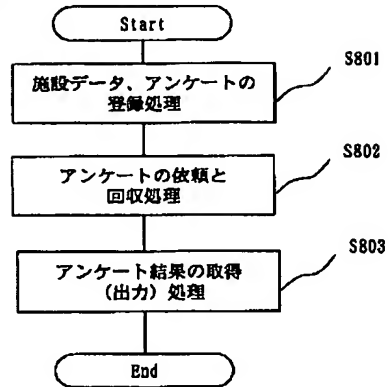 Start
S801
施設データ、アンケートの
登録処理
S802
アンケートの依頼と
回収処理
S803
アンケート結果の取得
(出力)処理
End